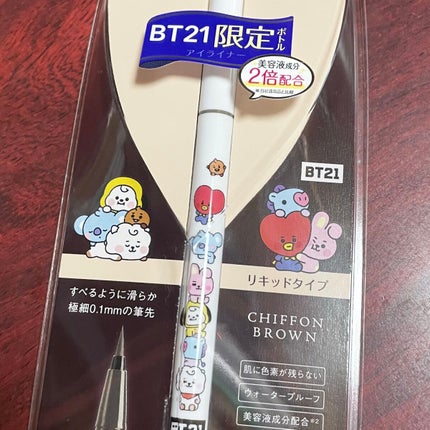 BT21限定ボトル
アイライナー
美容液成分
2倍配合
BT21
すべるように滑らか
極細0.1mmの筆先
リキッドタイプ
CHIFFON
BROWN
肌に色素が残らない
ウォータープルーフ
美容液成分配合※2
BT21